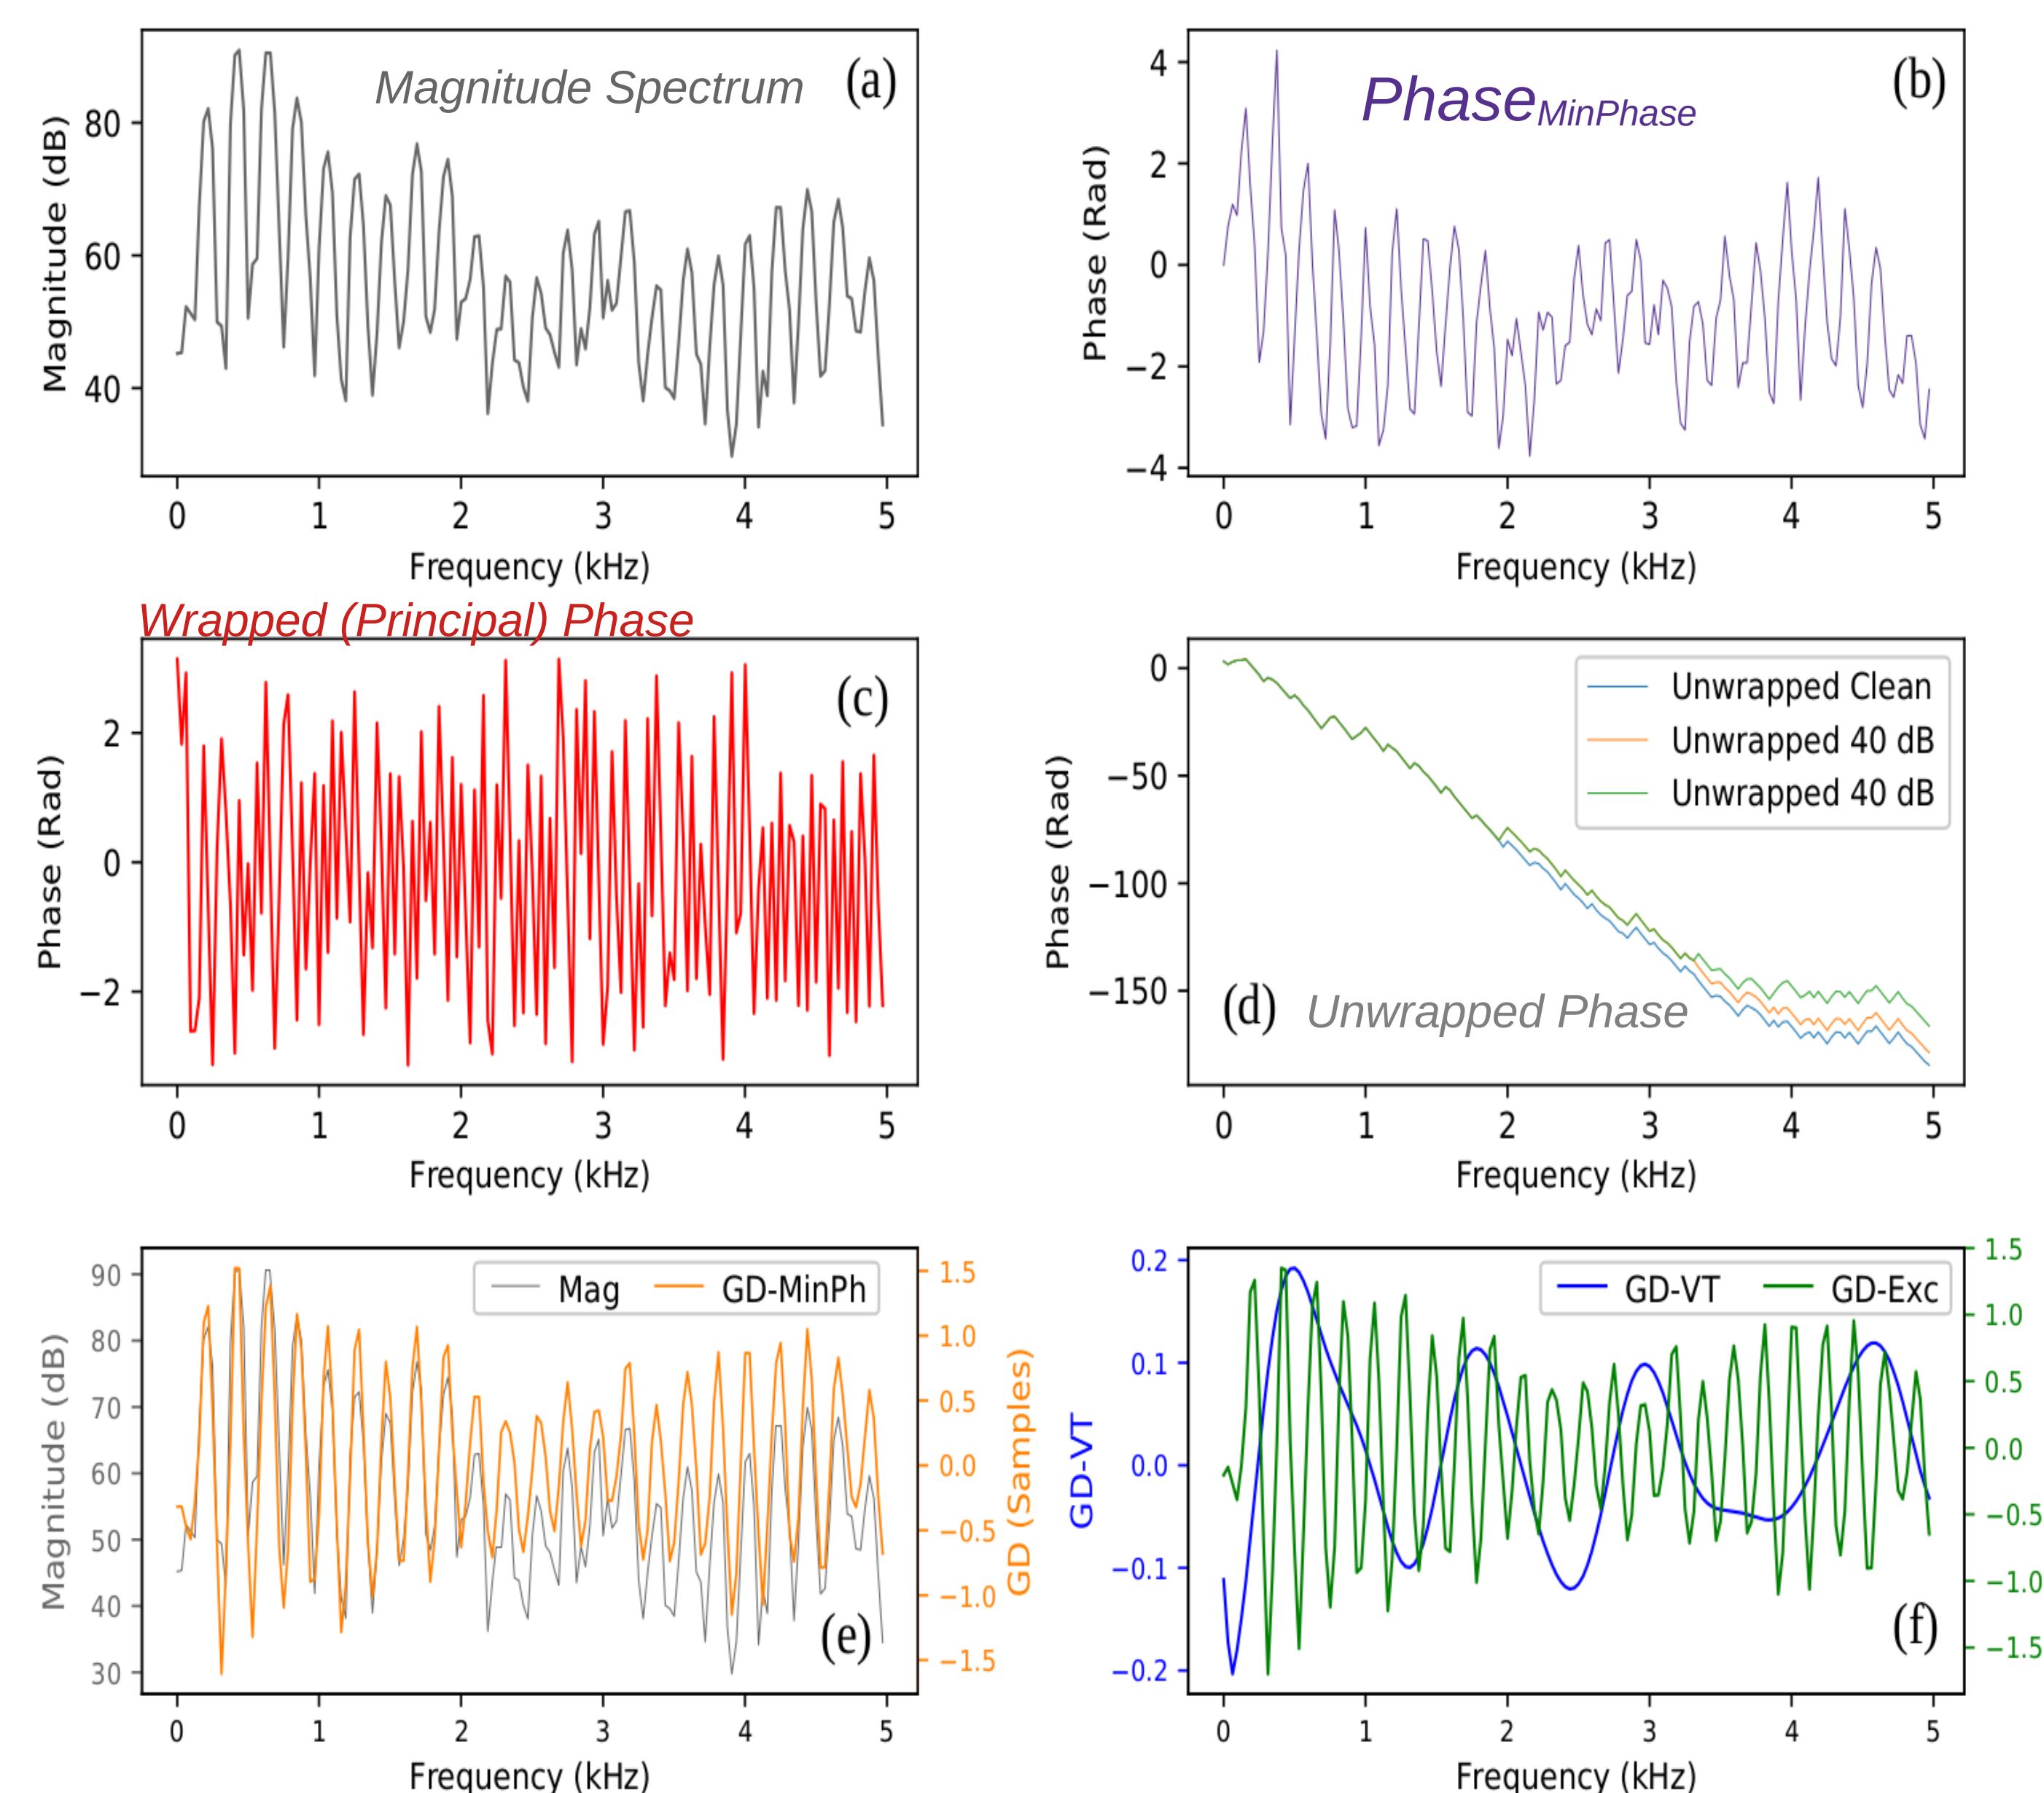 Magnitude Spectrum
(a)
Magnitude (dB)
80
60
40
0 1 2 3 4 5
Frequency (kHz)
PhaseMinPhase
(b)
Phase (Rad)
4
2
0
−2
−4
0 1 2 3 4 5
Frequency (kHz)
Wrapped (Principal) Phase
(c)
Phase (Rad)
2
0
−2
0 1 2 3 4 5
Frequency (kHz)
Unwrapped Clean
Unwrapped 40 dB
Unwrapped 40 dB
Phase (Rad)
0
−50
−100
−150
(d) Unwrapped Phase
0 1 2 3 4 5
Frequency (kHz)
Mag GD-MinPh
Magnitude (dB)
90
80
70
60
50
40
30
1.5
1.0
0.5
0.0
−0.5
−1.0
−1.5
GD (Samples)
(e)
0 1 2 3 4 5
Frequency (kHz)
GD-VT GD-Exc
GD-VT
0.2
0.1
0.0
−0.1
−0.2
1.5
1.0
0.5
0.0
−0.5
−1.0
−1.5
(f)
0 1 2 3 4 5
Frequency (kHz)